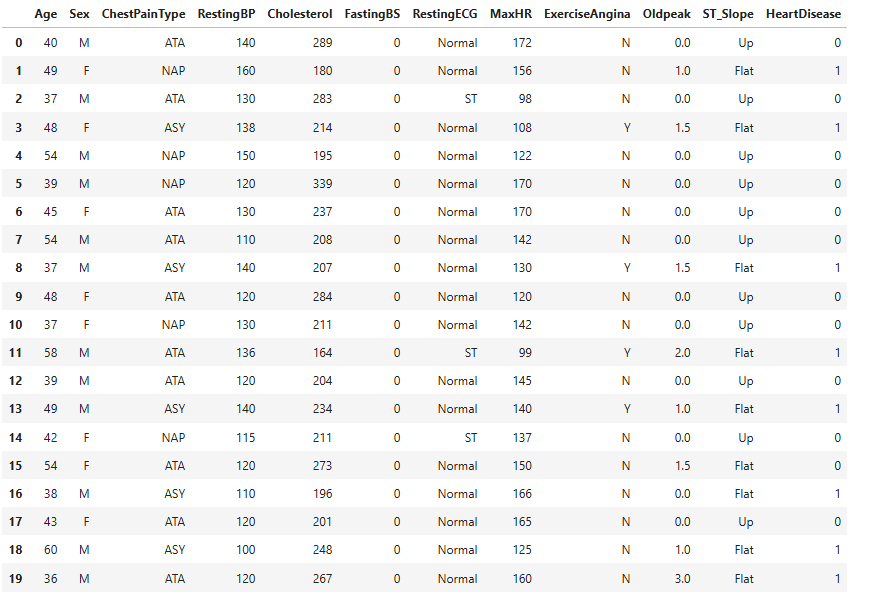 Age Sex ChestPainType RestingBP Cholesterol FastingBS RestingECG MaxHR ExerciseAngina Oldpeak ST_Slope HeartDisease
0 40 M ATA 140 289 0 Normal 172 N 0.0 Up 0
1 49 F NAP 160 180 0 Normal 156 N 1.0 Flat 1
2 37 M ATA 130 283 0 ST 98 N 0.0 Up 0
3 48 F ASY 138 214 0 Normal 108 Y 1.5 Flat 1
4 54 M NAP 150 195 0 Normal 122 N 0.0 Up 0
5 39 M NAP 120 339 0 Normal 170 N 0.0 Up 0
6 45 F ATA 130 237 0 Normal 170 N 0.0 Up 0
7 54 M ATA 110 208 0 Normal 142 N 0.0 Up 0
8 37 M ASY 140 207 0 Normal 130 Y 1.5 Flat 1
9 48 F ATA 120 284 0 Normal 120 N 0.0 Up 0
10 37 F NAP 130 211 0 Normal 142 N 0.0 Up 0
11 58 M ATA 136 164 0 ST 99 Y 2.0 Flat 1
12 39 M ATA 120 204 0 Normal 145 N 0.0 Up 0
13 49 M ASY 140 234 0 Normal 140 Y 1.0 Flat 1
14 42 F NAP 115 211 0 ST 137 N 0.0 Up 0
15 54 F ATA 120 273 0 Normal 150 N 1.5 Flat 0
16 38 M ASY 110 196 0 Normal 166 N 0.0 Flat 1
17 43 F ATA 120 201 0 Normal 165 N 0.0 Up 0
18 60 M ASY 100 248 0 Normal 125 N 1.0 Flat 1
19 36 M ATA 120 267 0 Normal 160 N 3.0 Flat 1